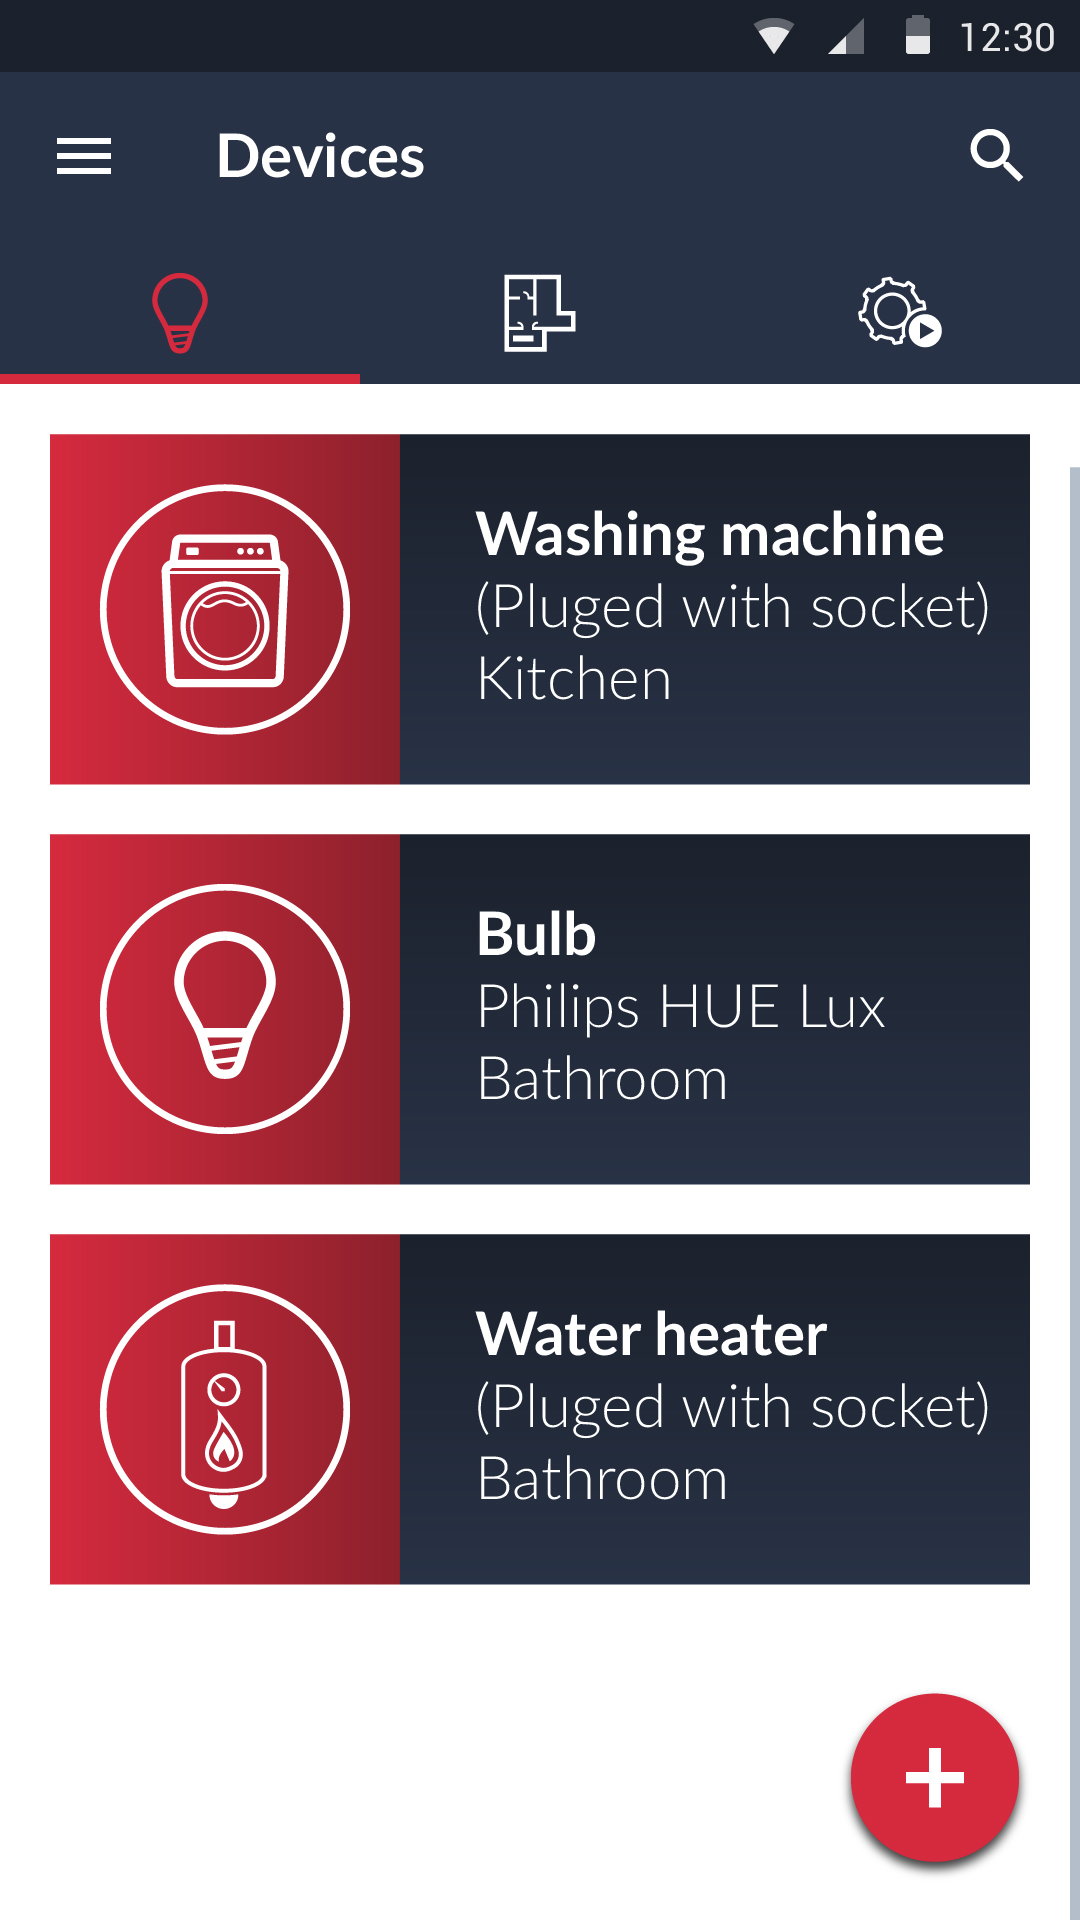 12:30
Devices
Washing machine
(Pluged with socket)
Kitchen
Bulb
Philips HUE Lux
Bathroom
Water heater
(Pluged with socket)
Bathroom